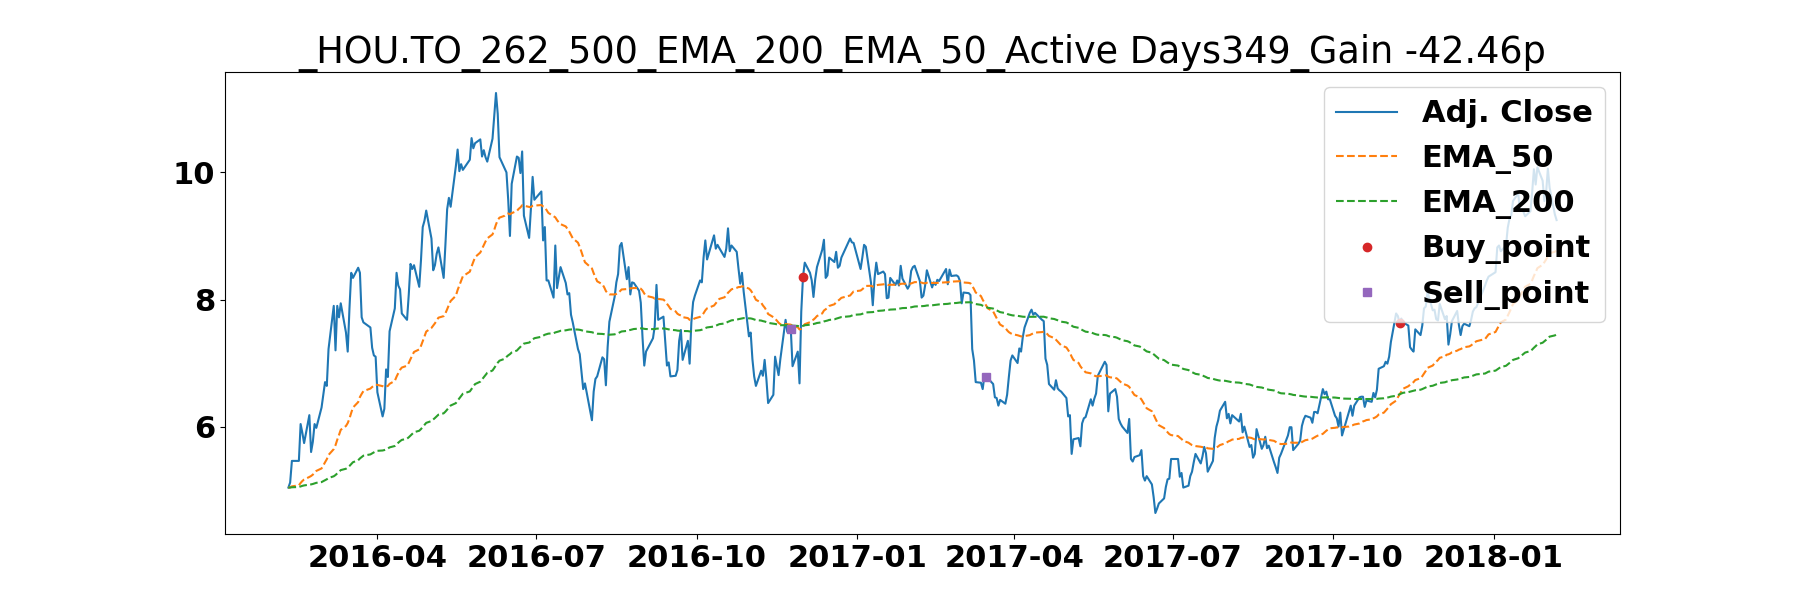 _HOU.TO_262_500_EMA_200_EMA_50_Active Days349_Gain -42.46p
Adj. Close
EMA_50
EMA_200
Buy_point
Sell_point
10
8
6
2016-04 2016-07 2016-10 2017-01 2017-04 2017-07 2017-10 2018-01